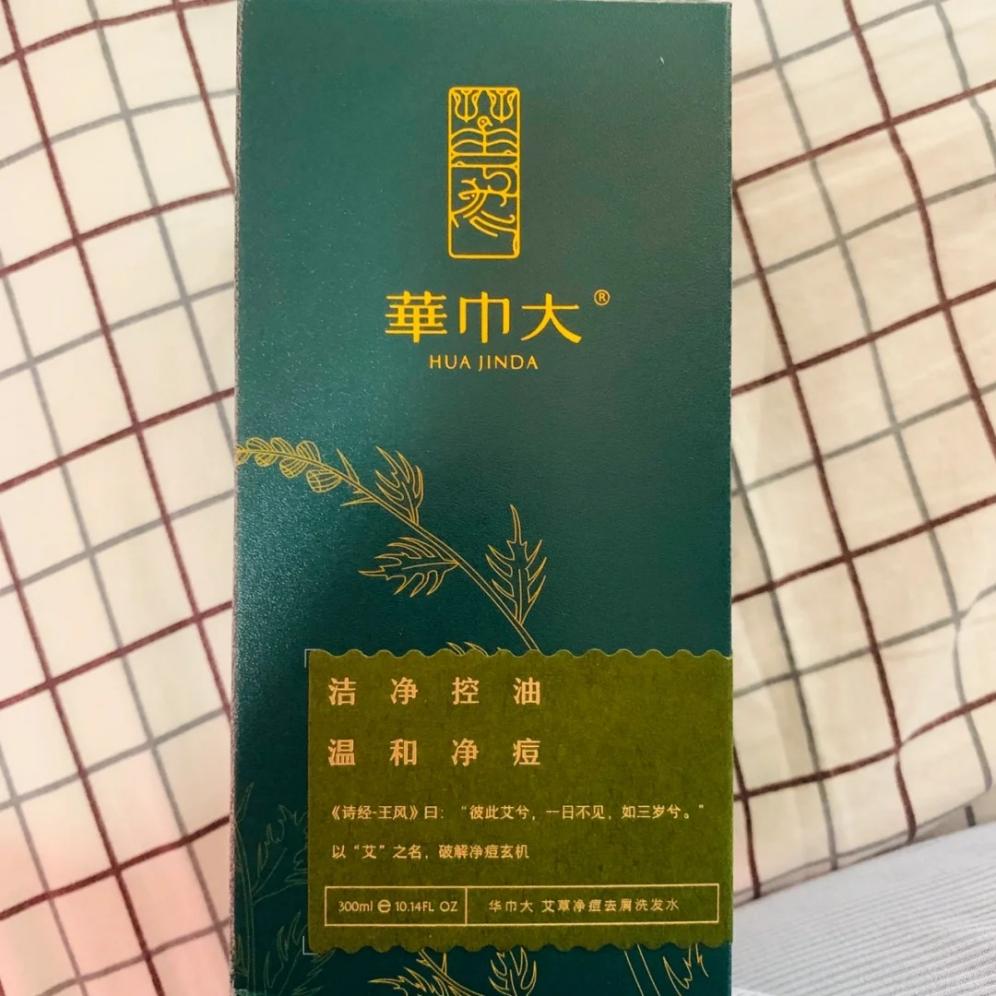 華巾大®
HUA JINDA
洁净控油
温和净痘
《诗经-王风》曰：“彼此艾兮，一日不见，如三岁兮。”
以“艾”之名，破解净痘玄机
300ml ℮ 10.14FL OZ 华巾大 艾草净痘去屑洗发水